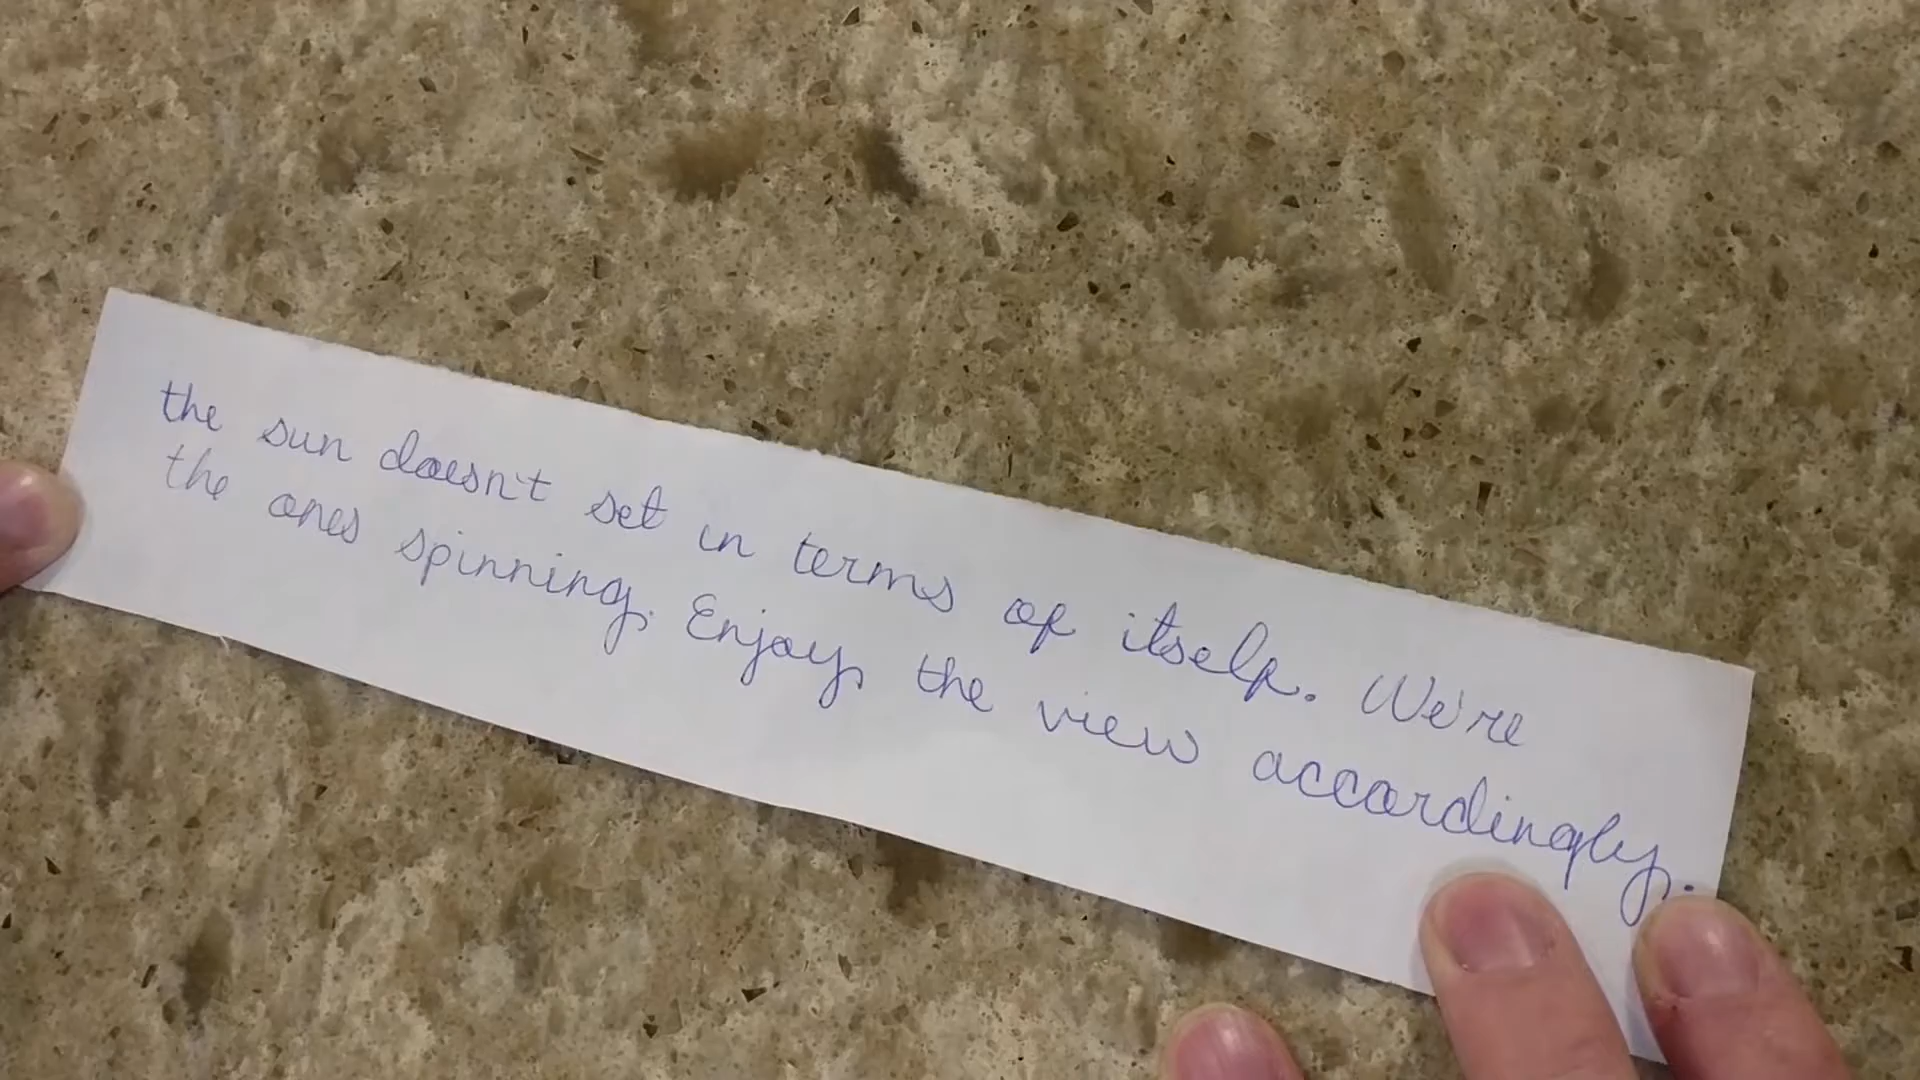 the sun doesn't set in terms of itself. We're
the ones spinning. Enjoy the view accordingly.